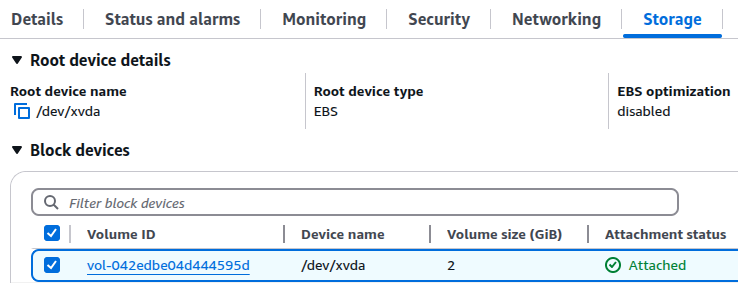 Details Status and alarms Monitoring Security Networking Storage
Root device details
Root device name Root device type EBS optimization
/dev/xvda EBS disabled
Block devices
Filter block devices
Volume ID Device name Volume size (GiB) Attachment status
vol-042edbe04d444595d /dev/xvda 2 Attached